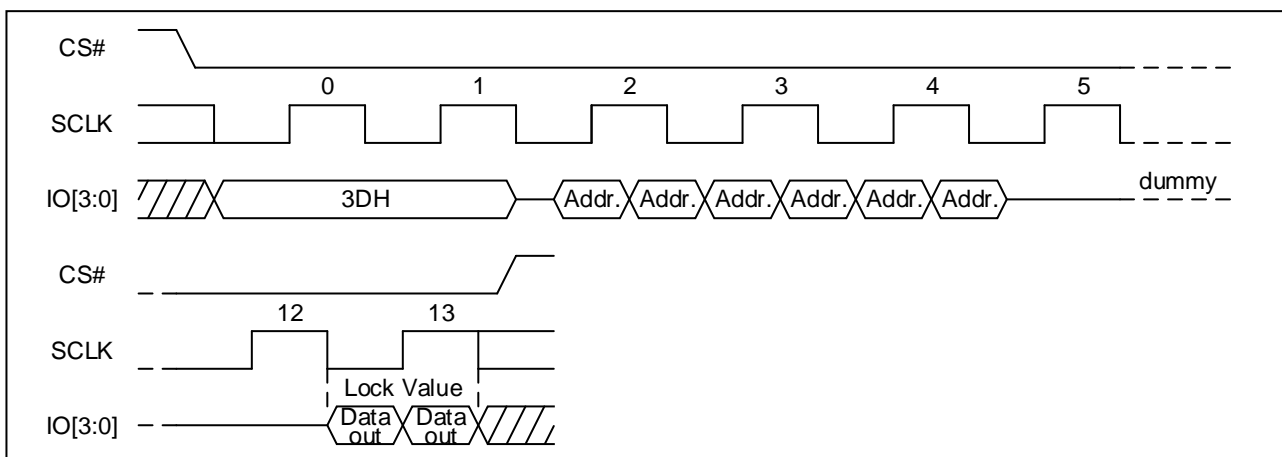 CS#
0 1 2 3 4 5
SCLK
dummy
IO[3:0] 3DH Addr. Addr. Addr. Addr. Addr. Addr.
CS#
12 13
SCLK
Lock Value
IO[3:0] Data out Data out